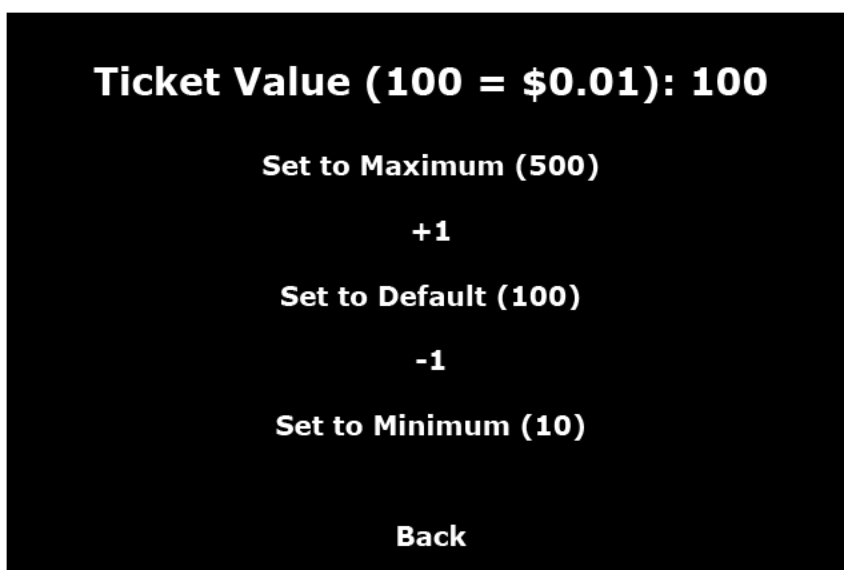 Ticket Value (100 = $0.01): 100
Set to Maximum (500)
+1
Set to Default (100)
-1
Set to Minimum (10)
Back